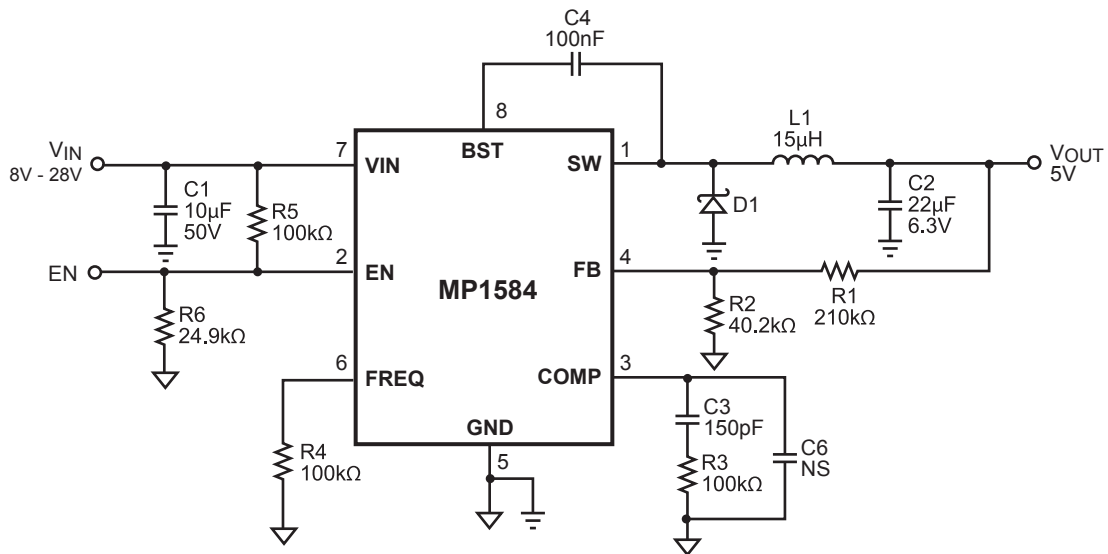 C4
100nF
8
L1
15µH
VIN
8V - 28V
7
VIN
BST
SW
1
VOUT
5V
C1
10µF
50V
R5
100kΩ
D1
C2
22µF
6.3V
EN
2
EN
FB
4
MP1584
R1
210kΩ
R2
40.2kΩ
R6
24.9kΩ
6
FREQ
COMP
3
GND
5
C3
150pF
R4
100kΩ
R3
100kΩ
C6
NS